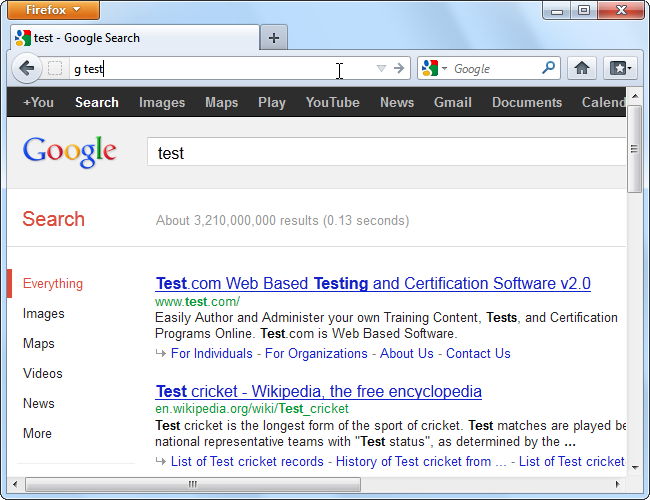 Firefox
test - Google Search
g test
Google
+You Search Images Maps Play YouTube News Gmail Documents Calend
Google
test
Search
About 3,210,000,000 results (0.13 seconds)
Everything
Images
Maps
Videos
News
More
Test.com Web Based Testing and Certification Software v2.0
www.test.com/
Easily Author and Administer your own Training Content, Tests, and Certification
Programs Online. Test.com is Web Based Software.
For Individuals - For Organizations - About Us - Contact Us
Test cricket - Wikipedia, the free encyclopedia
en.wikipedia.org/wiki/Test_cricket
Test cricket is the longest form of the sport of cricket. Test matches are played be
national representative teams with "Test status", as determined by the ...
List of Test cricket records - History of Test cricket from ... - List of Test cricket